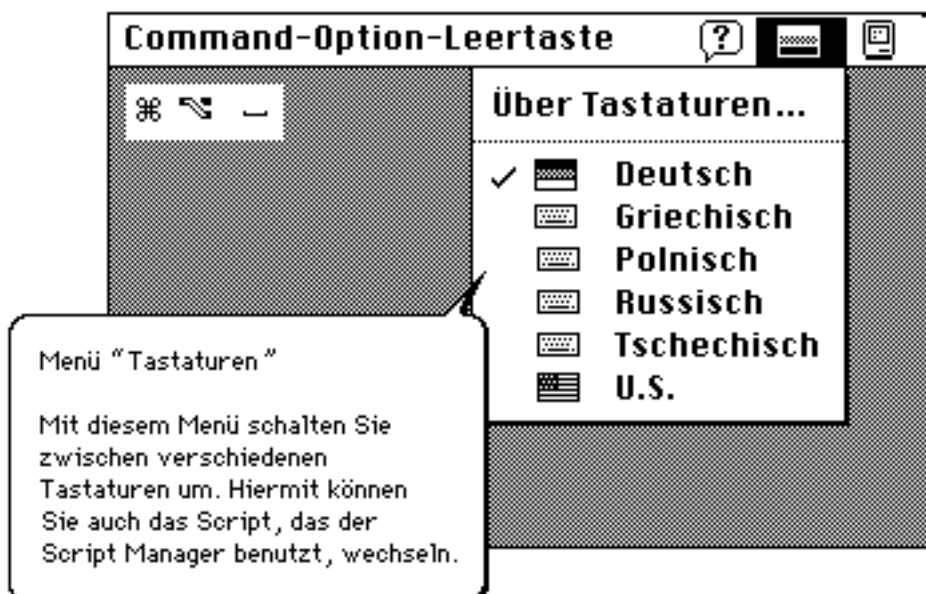 Command-Option-Leertaste
⌘ ⌥ ⎵
Über Tastaturen...
✓ Deutsch
Griechisch
Polnisch
Russisch
Tschechisch
U.S.
Menü “Tastaturen”
Mit diesem Menü schalten Sie
zwischen verschiedenen
Tastaturen um. Hiermit können
Sie auch das Script, das der
Script Manager benutzt, wechseln.